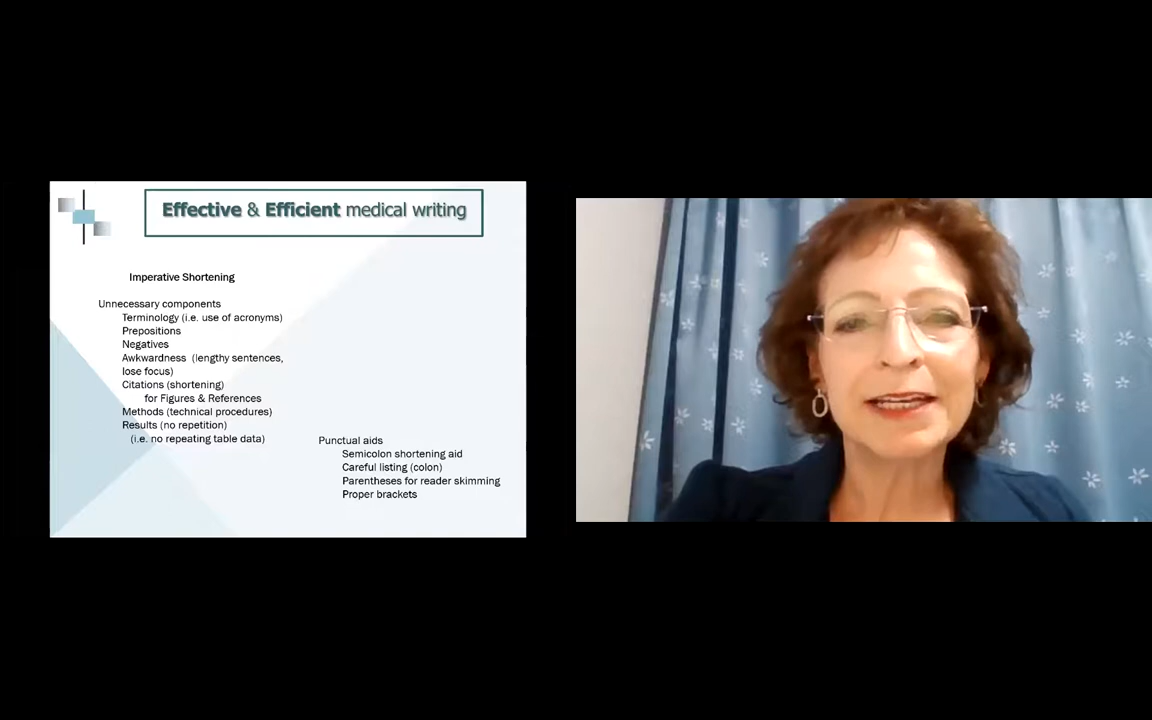 Effective & Efficient medical writing
Imperative Shortening
Unnecessary components
Terminology (i.e. use of acronyms)
Prepositions
Negatives
Awkwardness (lengthy sentences,
lose focus)
Citations (shortening)
for Figures & References
Methods (technical procedures)
Results (no repetition)
(i.e. no repeating table data)
Punctual aids
Semicolon shortening aid
Careful listing (colon)
Parentheses for reader skimming
Proper brackets